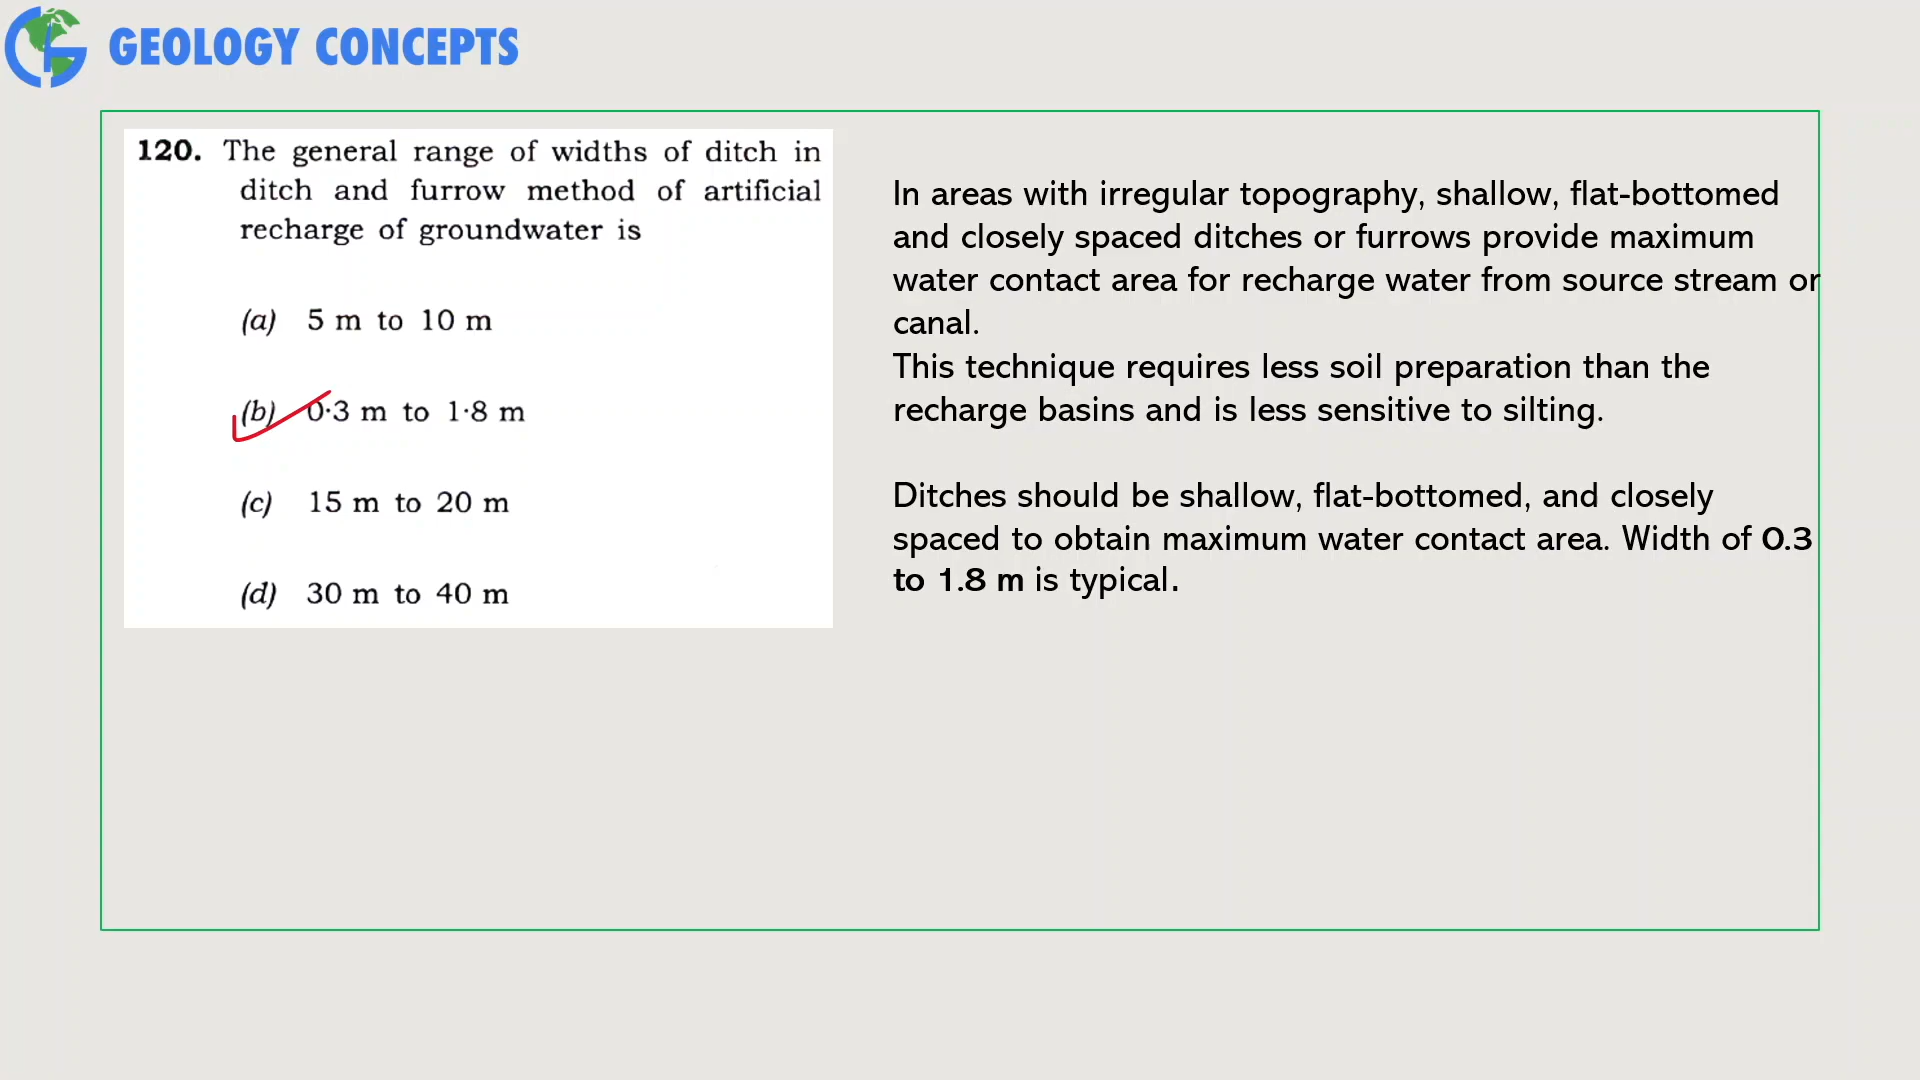 GEOLOGY CONCEPTS
120. The general range of widths of ditch in
ditch and furrow method of artificial
recharge of groundwater is
(a) 5 m to 10 m
(b) 0·3 m to 1·8 m
(c) 15 m to 20 m
(d) 30 m to 40 m
In areas with irregular topography, shallow, flat-bottomed
and closely spaced ditches or furrows provide maximum
water contact area for recharge water from source stream or
canal.
This technique requires less soil preparation than the
recharge basins and is less sensitive to silting.
Ditches should be shallow, flat-bottomed, and closely
spaced to obtain maximum water contact area. Width of 0.3
to 1.8 m is typical.